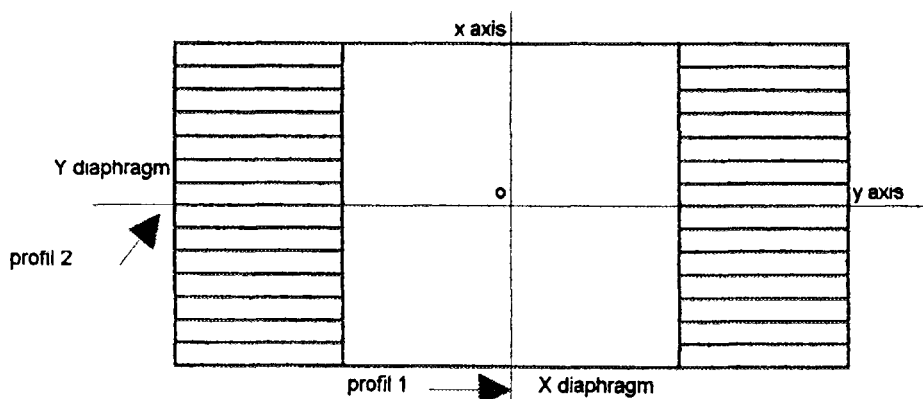 x axis
Y diaphragm
o
y axis
profil 2
profil 1
X diaphragm